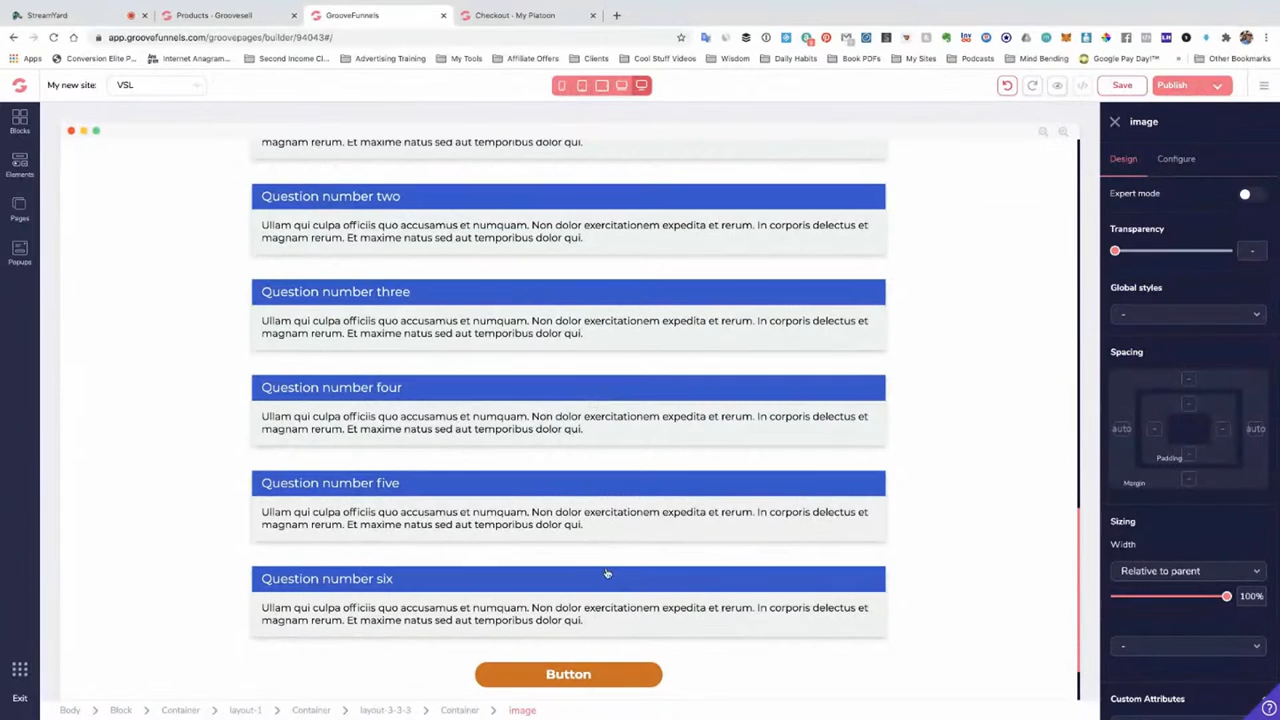 StreamYard
Products - Groovesell
GrooveFunnels
Checkout - My Platoon
app.groovefunnels.com/groovepages/builder/94043#/
Apps
Conversion Elite P...
Internet Anagram...
Second Income Cl...
Advertising Training
My Tools
Affiliate Offers
Clients
Cool Stuff Videos
Wisdom
Daily Habits
Book PDFs
My Sites
Podcasts
Mind Bending
Google Pay Day!™
Other Bookmarks
My new site:
VSL
Save
Publish
Blocks
Elements
Pages
Popups
Exit
magnam rerum. Et maxime natus sed aut temporibus dolor qui.
Question number two
Ullam qui culpa officiis quo accusamus et numquam. Non dolor exercitationem expedita et rerum. In corporis delectus et
magnam rerum. Et maxime natus sed aut temporibus dolor qui.
Question number three
Ullam qui culpa officiis quo accusamus et numquam. Non dolor exercitationem expedita et rerum. In corporis delectus et
magnam rerum. Et maxime natus sed aut temporibus dolor qui.
Question number four
Ullam qui culpa officiis quo accusamus et numquam. Non dolor exercitationem expedita et rerum. In corporis delectus et
magnam rerum. Et maxime natus sed aut temporibus dolor qui.
Question number five
Ullam qui culpa officiis quo accusamus et numquam. Non dolor exercitationem expedita et rerum. In corporis delectus et
magnam rerum. Et maxime natus sed aut temporibus dolor qui.
Question number six
Ullam qui culpa officiis quo accusamus et numquam. Non dolor exercitationem expedita et rerum. In corporis delectus et
magnam rerum. Et maxime natus sed aut temporibus dolor qui.
Button
Body
Block
Container
layout-1
Container
layout-3-3-3
Container
image
image
Design
Configure
Expert mode
Transparency
-
Global styles
-
Spacing
auto
auto
Padding
Margin
Sizing
Width
Relative to parent
100%
-
Custom Attributes